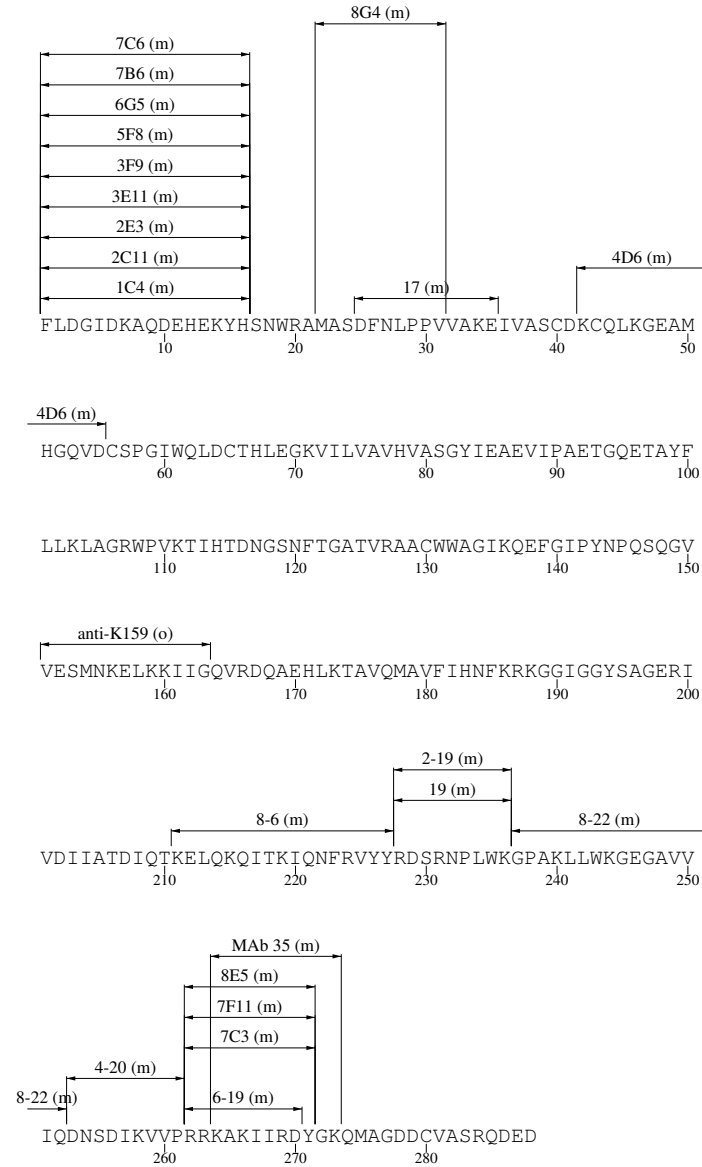 8G4 (m)
7C6 (m)
7B6 (m)
6G5 (m)
5F8 (m)
3F9 (m)
3E11 (m)
2E3 (m)
2C11 (m)
4D6 (m)
1C4 (m)
17 (m)
FLDGIDKAQDEHEKYHSNWRAMASDFNLPPVVAKEIVASCDKCQLKGEAM
10 20 30 40 50
4D6 (m)
HGQVDCSPGIWQLDCTHLEGKVILVAVHVASGYIEAEVIPAETGQETAYF
60 70 80 90 100
LLKLAGRWPVKTIHTDNGSNFTGATVRAACWWAGIKQEFGIPYNPQSQGV
110 120 130 140 150
anti-K159 (o)
VESMNKELKKIIGQVRDQAEHLKTAVQMAVFIHNFKRKGGIGGYSAGERI
160 170 180 190 200
2-19 (m)
19 (m)
8-6 (m) 8-22 (m)
VDIIATDIQTKELQKQITKIQNFRVYYRDSRNPLWKGPAKLLWKGEGAVV
210 220 230 240 250
MAb 35 (m)
8E5 (m)
7F11 (m)
7C3 (m)
4-20 (m)
8-22 (m) 6-19 (m)
IQDNSDIKVVPRRKAKIIRDYGKQMAGDDCVASRQDED
260 270 280